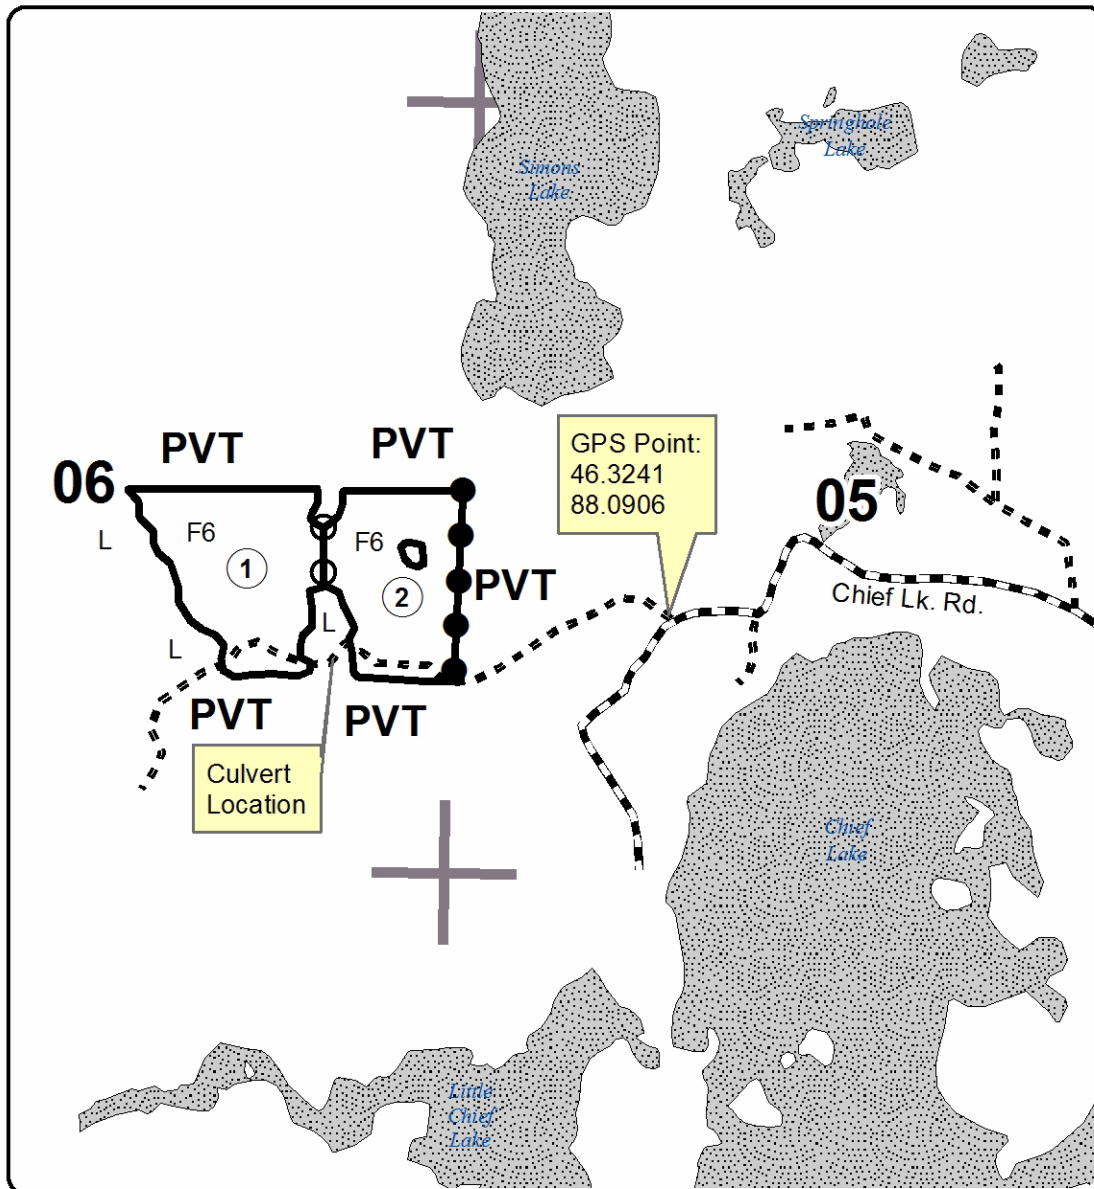 Springhole
Lake
Simons
Lake
PVT
PVT
GPS Point:
46.3241
88.0906
06
05
L
F6
F6
1
2
PVT
Chief Lk. Rd.
L
L
PVT
PVT
Culvert
Location
Chief
Lake
Little
Chief
Lake